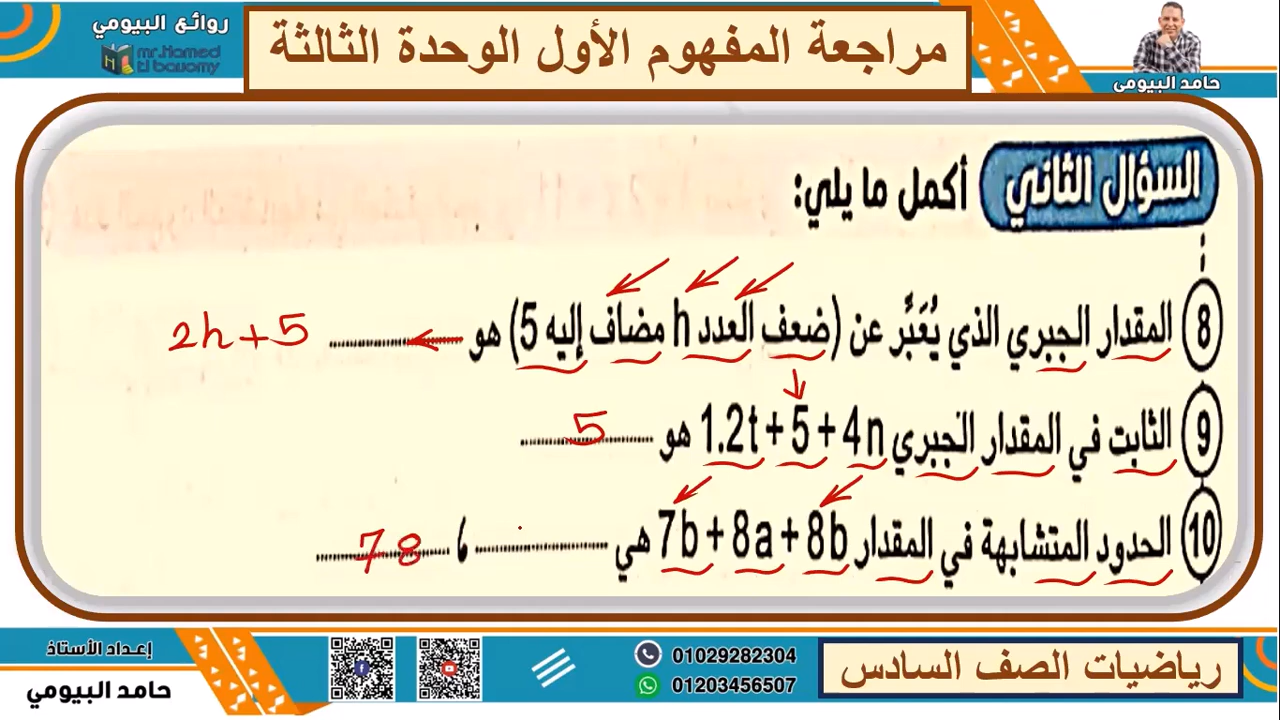 روائع البيومي
mr.Hamed
El bauomy
مراجعة المفهوم الأول الوحدة الثالثة
حامد البيومى
السؤال الثاني أكمل ما يلي:
8 المقدار الجبري الذي يُعَبَّر عن (ضعف العدد h مضاف إليه 5) هو .......... 2h+5
9 الثابت في المقدار الجبري 1.2t + 5 + 4n هو .......... 5
10 الحدود المتشابهة في المقدار 7b + 8a + 8b هي .......... ، .......... 7 8
إعداد الأستاذ
حامد البيومي
01029282304
01203456507
رياضيات الصف السادس